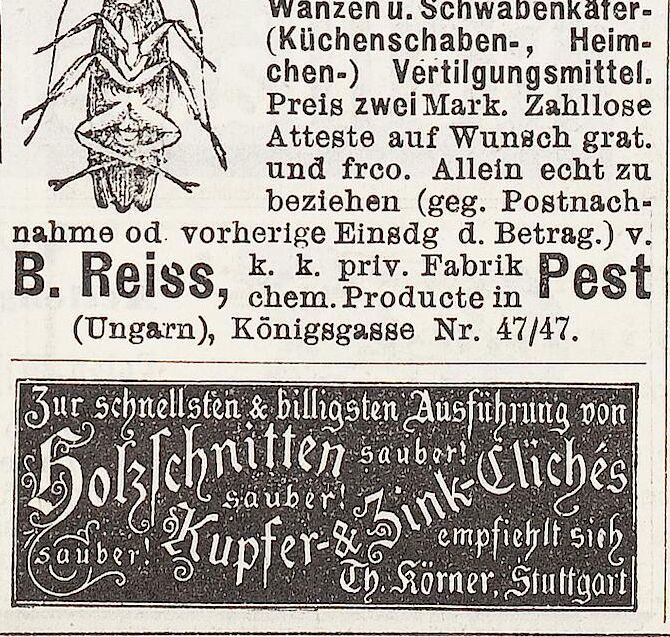 Wanzen u. Schwabenkäfer-
(Küchenschaben-, Heim-
chen-) Vertilgungsmittel.
Preis zwei Mark. Zahllose
Atteste auf Wunsch grat.
und frco. Allein echt zu
beziehen (geg. Postnach-
nahme od. vorherige Einsdg d. Betrag.) v.
B. Reiss, k. k. priv. Fabrik chem. Producte in Pest
(Ungarn), Königsgasse Nr. 47/47.
Zur schnellsten & billigsten Ausführung von
Holzschnitten sauber!
sauber! Kupfer- & Zink-Clichés
sauber! empfiehlt sich
Th. Körner, Stuttgart